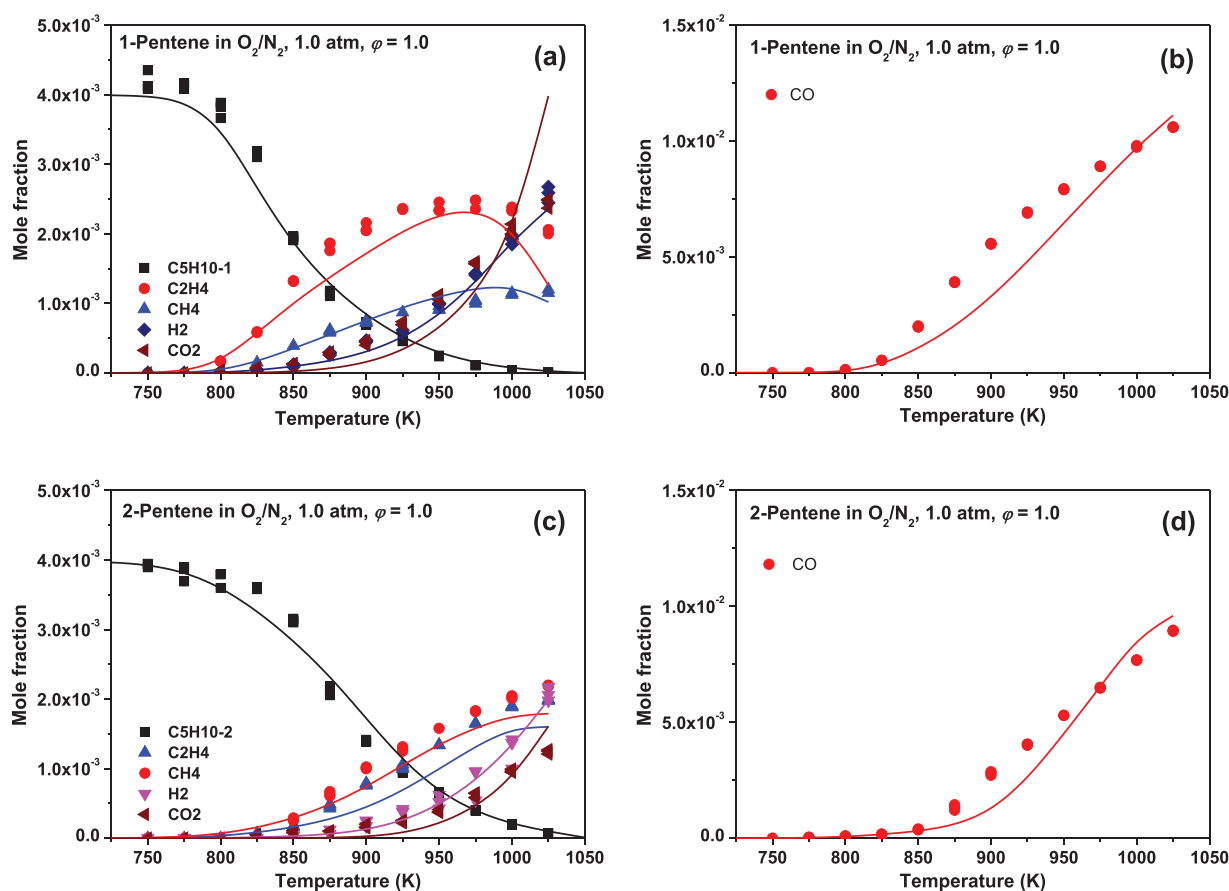 1-Pentene in O2/N2, 1.0 atm, φ = 1.0
(a)
5.0x10-3
4.0x10-3
3.0x10-3
2.0x10-3
1.0x10-3
0.0
Mole fraction
C5H10-1
C2H4
CH4
H2
CO2
750 800 850 900 950 1000 1050
Temperature (K)
1-Pentene in O2/N2, 1.0 atm, φ = 1.0
(b)
1.5x10-2
1.0x10-2
5.0x10-3
0.0
Mole fraction
CO
750 800 850 900 950 1000 1050
Temperature (K)
2-Pentene in O2/N2, 1.0 atm, φ = 1.0
(c)
5.0x10-3
4.0x10-3
3.0x10-3
2.0x10-3
1.0x10-3
0.0
Mole fraction
C5H10-2
C2H4
CH4
H2
CO2
750 800 850 900 950 1000 1050
Temperature (K)
2-Pentene in O2/N2, 1.0 atm, φ = 1.0
(d)
1.5x10-2
1.0x10-2
5.0x10-3
0.0
Mole fraction
CO
750 800 850 900 950 1000 1050
Temperature (K)